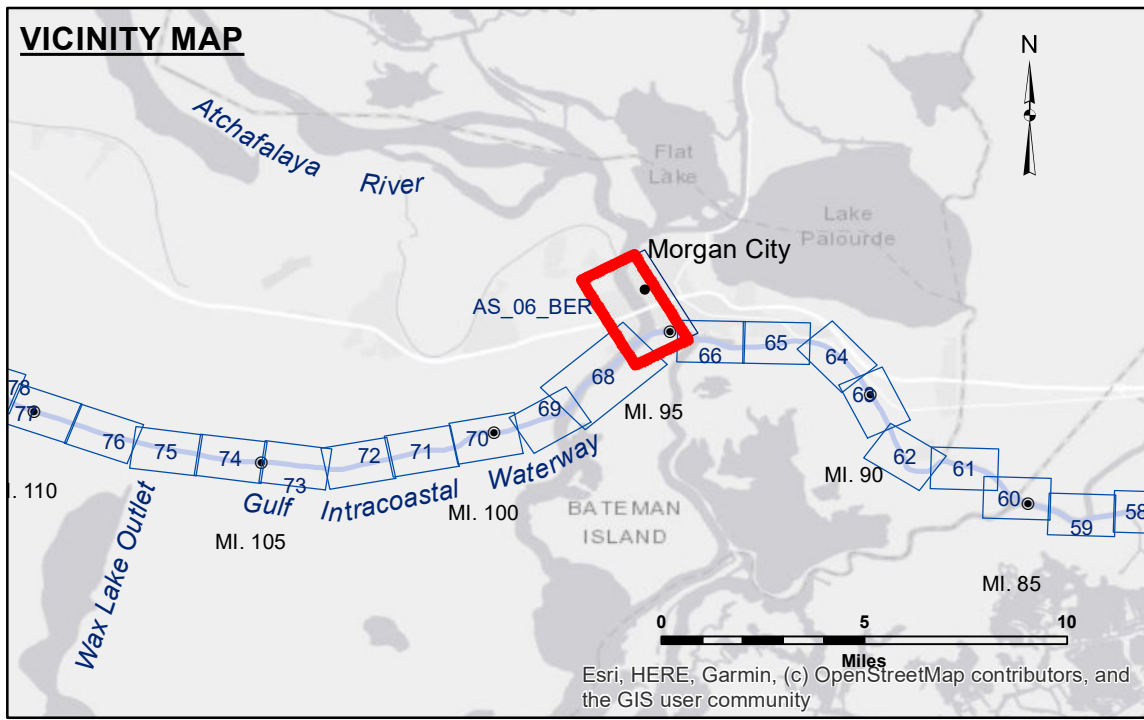 VICINITY MAP
N
Atchafalaya
River
Flat
Lake
Lake
Palourde
Morgan City
AS_06_BER
66
65
64
63
62
61
60
59
58
68
69
70
71
72
73
74
75
76
77
78
MI. 95
MI. 90
MI. 85
MI. 100
MI. 105
MI. 110
Gulf Intracoastal Waterway
Wax Lake Outlet
BATEMAN
ISLAND
0 5 10
Miles
Esri, HERE, Garmin, (c) OpenStreetMap contributors, and
the GIS user community